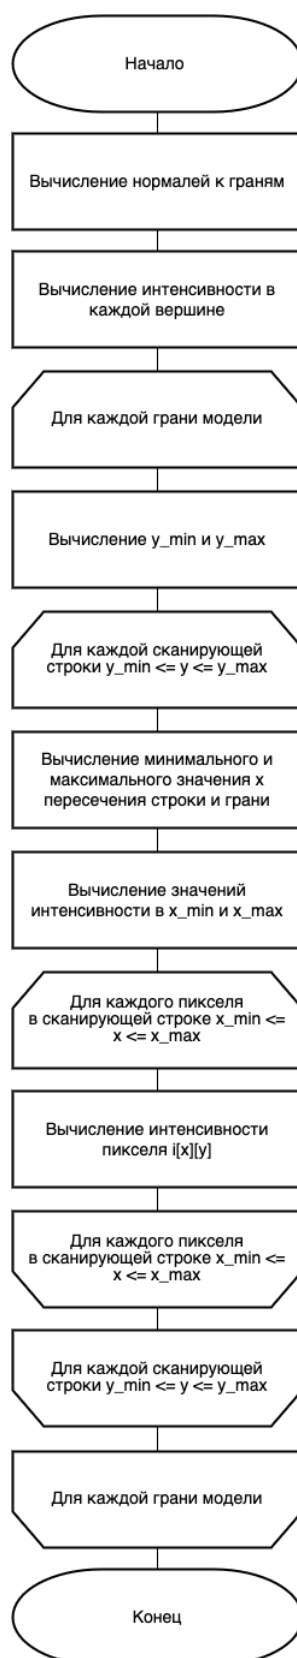 Начало
Вычисление нормалей к граням
Вычисление интенсивности в
каждой вершине
Для каждой грани модели
Вычисление y_min и y_max
Для каждой сканирующей
строки y_min <= y <= y_max
Вычисление минимального и
максимального значения x
пересечения строки и грани
Вычисление значений
интенсивности в x_min и x_max
Для каждого пикселя
в сканирующей строке x_min <=
x <= x_max
Вычисление интенсивности
пикселя i[x][y]
Для каждого пикселя
в сканирующей строке x_min <=
x <= x_max
Для каждой сканирующей
строки y_min <= y <= y_max
Для каждой грани модели
Конец